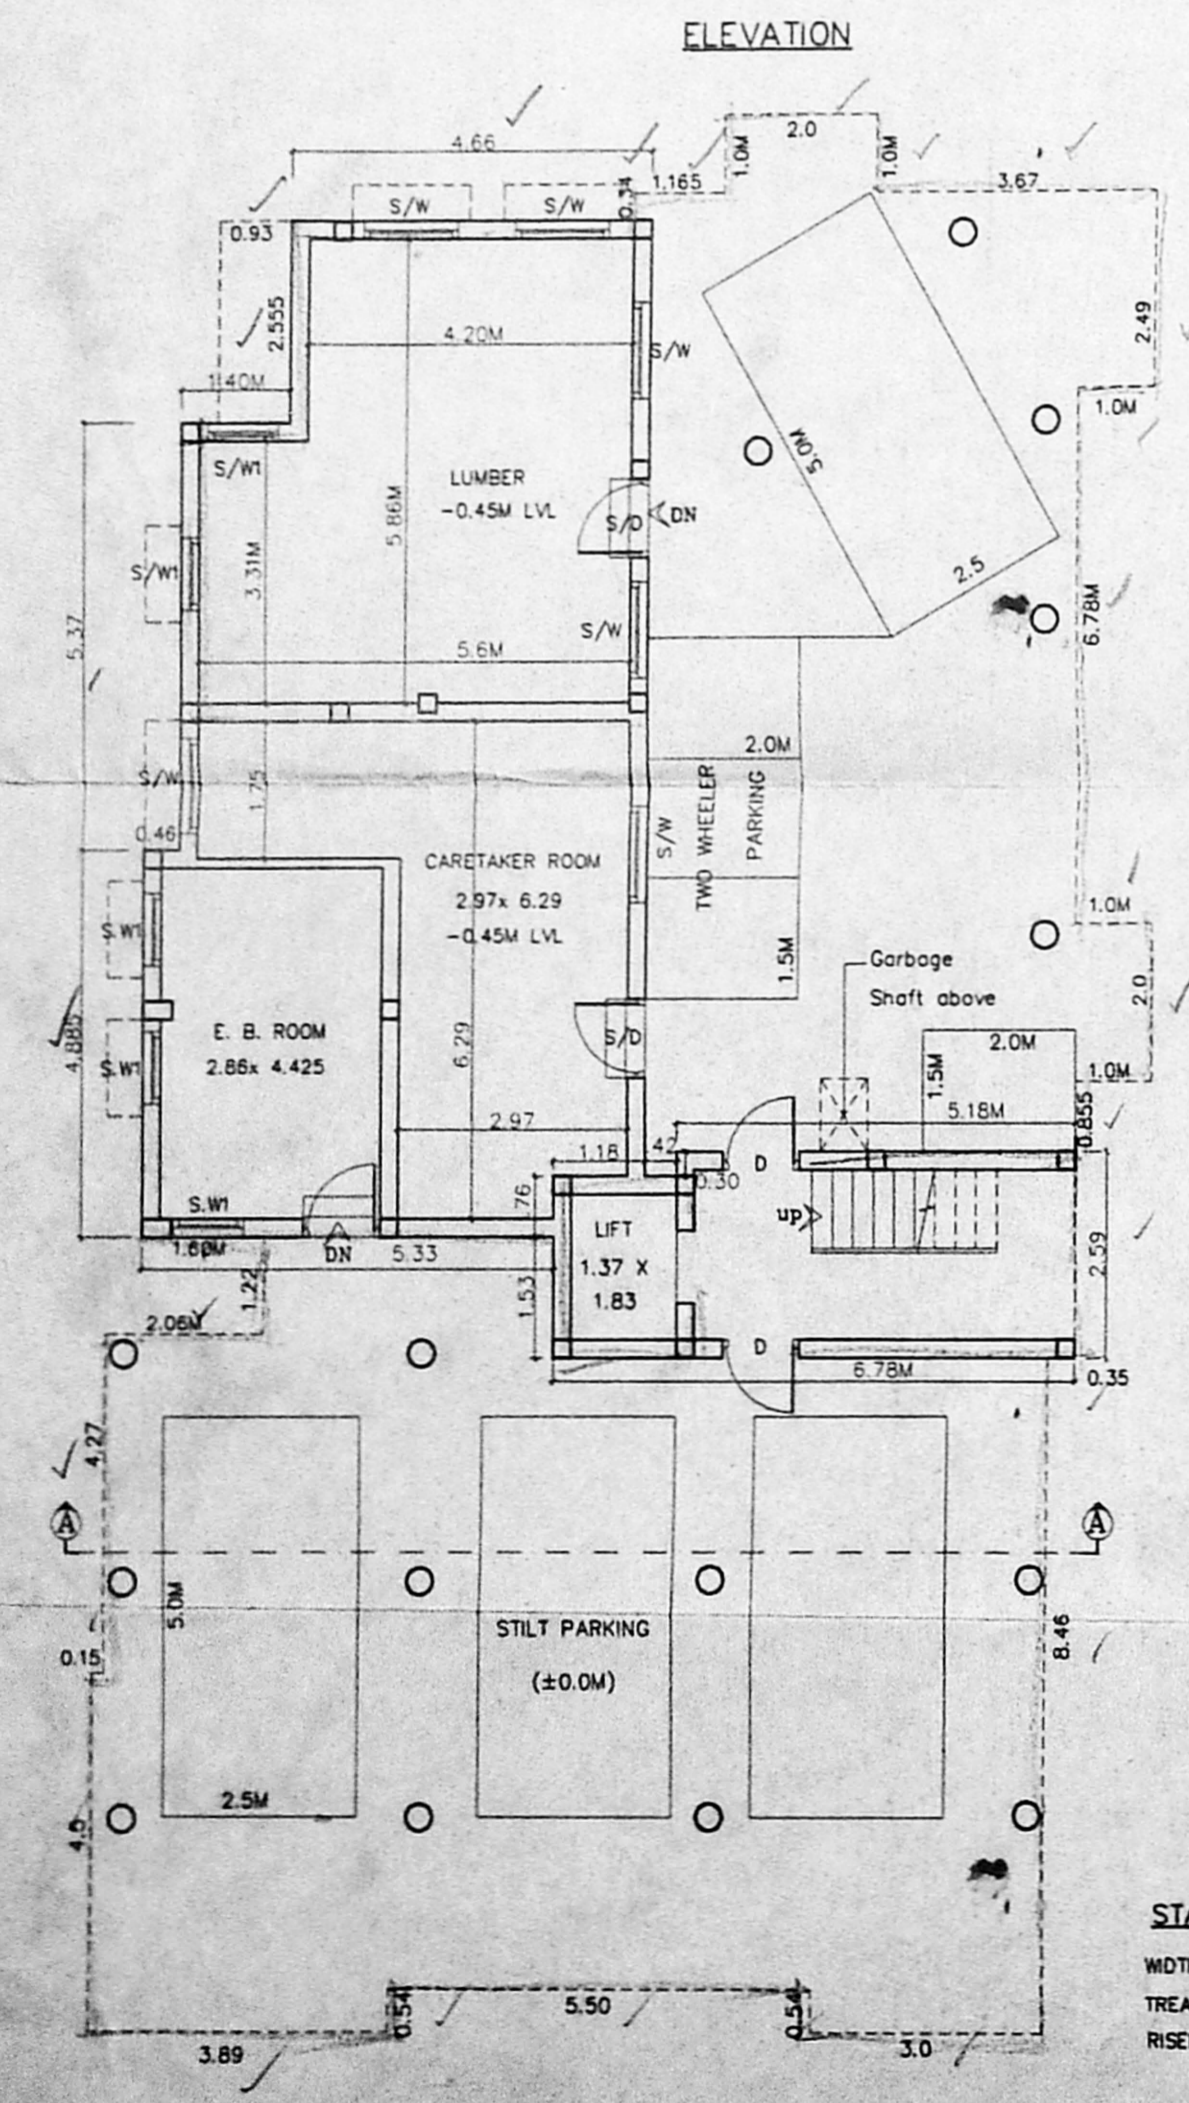 ELEVATION
4.66
2.0
1.0M
1.0M
1.165
0.34
3.67
S/W
S/W
0.93
2.555
4.20M
S/W
2.49
1.40M
1.0M
S/W1
LUMBER
-0.45M LVL
5.0M
5.86M
S/D
DN
S/W1
3.31M
2.5
5.37
S/W
6.78M
5.6M
2.0M
S/W
1.75
TWO WHEELER
PARKING
S/W
0.46
CARETAKER ROOM
2.97x 6.29
-0.45M LVL
1.0M
S.W1
1.5M
Garbage
Shaft above
2.0
E. B. ROOM
2.86x 4.425
4.885
6.29
S/D
2.0M
S.W1
1.5M
1.0M
2.97
5.18M
0.855
1.18
.42
D
0.30
.76
S.W1
LIFT
1.37 X
1.83
dn
2.59
1.60M
DN
5.33
1.22
1.53
2.06M
D
6.78M
0.35
4.27
A
A
5.0M
STILT PARKING
(±0.0M)
0.15
8.46
2.5M
4.5
STA
WIDTH
TREA
RISE
0.54
5.50
0.54
3.89
3.0